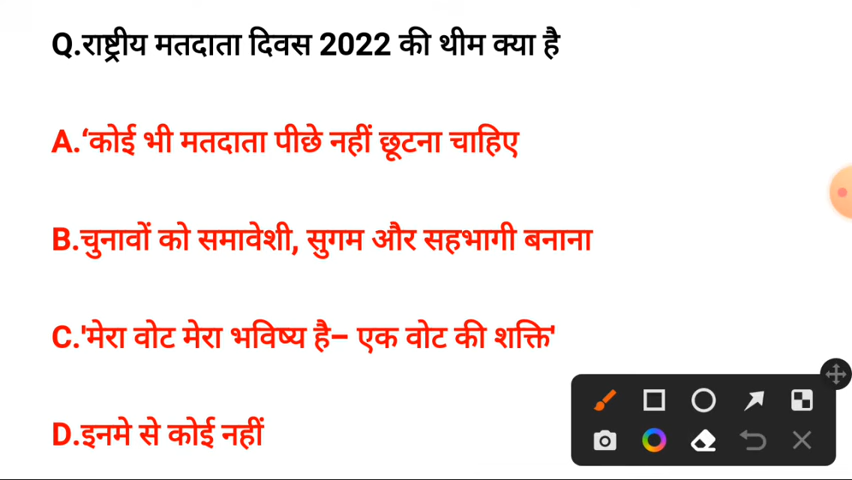 Q.राष्ट्रीय मतदाता दिवस 2022 की थीम क्या है
A.‘कोई भी मतदाता पीछे नहीं छूटना चाहिए
B.चुनावों को समावेशी, सुगम और सहभागी बनाना
C.'मेरा वोट मेरा भविष्य है– एक वोट की शक्ति'
D.इनमे से कोई नहीं